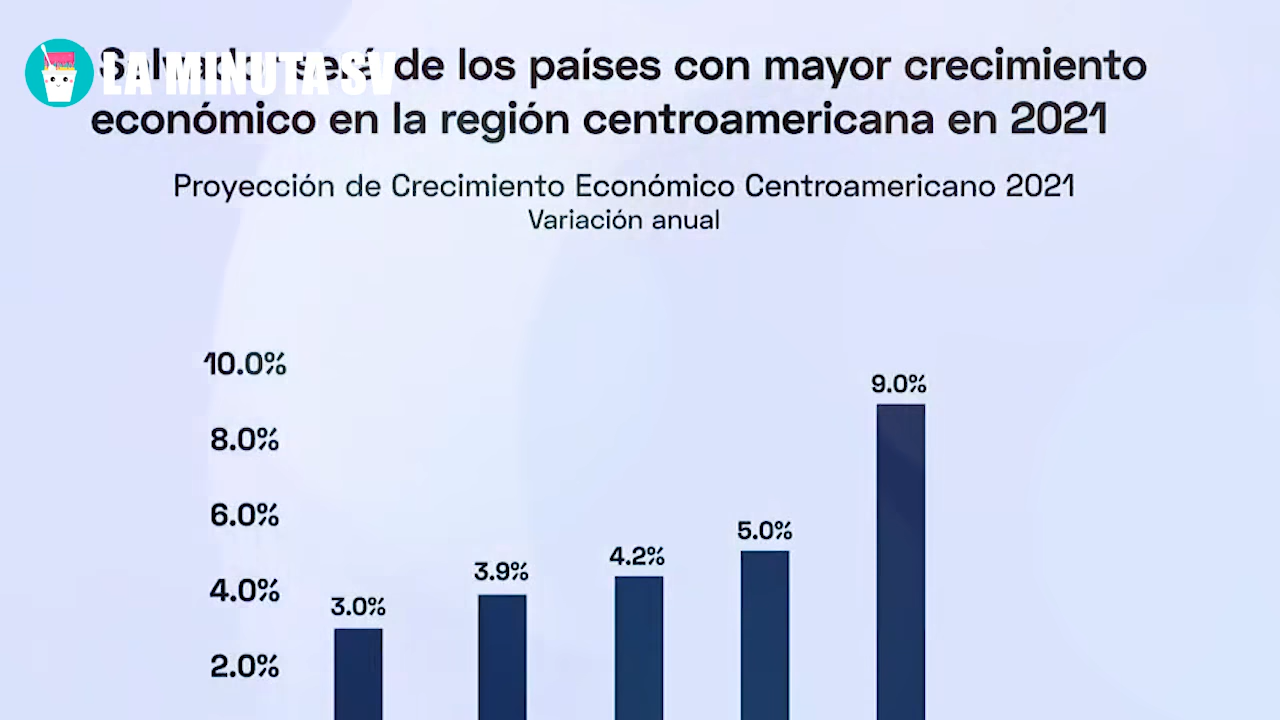 LA MINUTA SV
Salvador será de los países con mayor crecimiento
económico en la región centroamericana en 2021
Proyección de Crecimiento Económico Centroamericano 2021
Variación anual
10.0%
9.0%
8.0%
6.0%
5.0%
4.2%
3.9%
4.0%
3.0%
2.0%